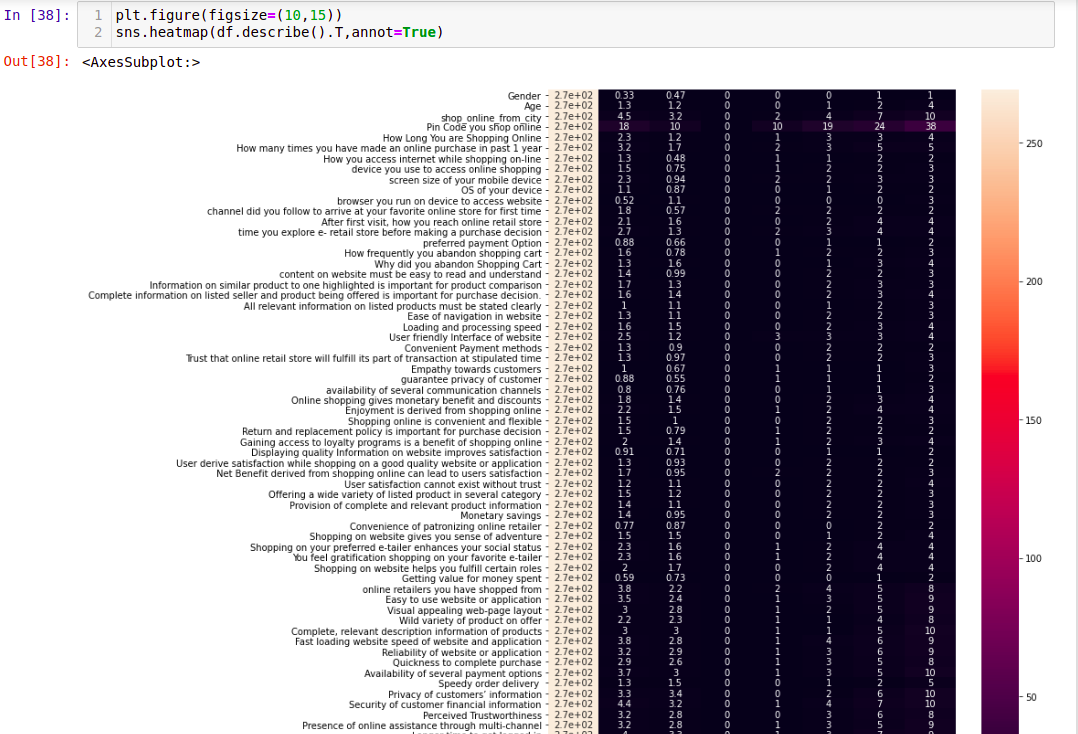 In [38]: 1 plt.figure(figsize=(10,15))
2 sns.heatmap(df.describe().T,annot=True)
Out[38]: <AxesSubplot:>
Gender - 2.7e+02 0.33 0.47 0 0 0 1 1
Age - 2.7e+02 1.3 1.2 0 0 1 2 4
shop_online_from_city - 2.7e+02 4.5 3.2 0 2 4 7 10
Pin Code you shop online - 2.7e+02 18 10 0 10 19 24 38
How Long You are Shopping Online - 2.7e+02 2.3 1.2 0 1 3 3 4
How many times you have made an online purchase in past 1 year - 2.7e+02 3.2 1.7 0 2 3 5 5
How you access internet while shopping on-line - 2.7e+02 1.3 0.48 0 1 1 2 2
device you use to access online shopping - 2.7e+02 1.5 0.75 0 1 2 2 3
screen size of your mobile device - 2.7e+02 2.3 0.94 0 2 2 3 3
OS of your device - 2.7e+02 1.1 0.87 0 0 1 2 2
browser you run on device to access website - 2.7e+02 0.52 1.1 0 0 0 0 3
channel did you follow to arrive at your favorite online store for first time - 2.7e+02 1.8 0.57 0 2 2 2 2
After first visit, how you reach online retail store - 2.7e+02 2.1 1.6 0 0 2 4 4
time you explore e- retail store before making a purchase decision - 2.7e+02 2.7 1.3 0 2 3 4 4
preferred payment Option - 2.7e+02 0.88 0.66 0 0 1 1 2
How frequently you abandon shopping cart - 2.7e+02 1.6 0.78 0 1 2 2 3
Why did you abandon Shopping Cart - 2.7e+02 1.3 1.6 0 0 1 3 4
content on website must be easy to read and understand - 2.7e+02 1.4 0.99 0 0 2 2 3
Information on similar product to one highlighted is important for product comparison - 2.7e+02 1.7 1.3 0 0 2 3 3
Complete information on listed seller and product being offered is important for purchase decision. - 2.7e+02 1.6 1.4 0 0 2 3 4
All relevant information on listed products must be stated clearly - 2.7e+02 1 1.1 0 0 1 2 3
Ease of navigation in website - 2.7e+02 1.3 1.1 0 0 2 2 3
Loading and processing speed - 2.7e+02 1.6 1.5 0 0 2 3 4
User friendly Interface of website - 2.7e+02 2.5 1.2 0 3 3 3 4
Convenient Payment methods - 2.7e+02 1.3 0.9 0 0 2 2 2
Trust that online retail store will fulfill its part of transaction at stipulated time - 2.7e+02 1.3 0.97 0 0 2 2 3
Empathy towards customers - 2.7e+02 1 0.67 0 1 1 1 3
guarantee privacy of customer - 2.7e+02 0.88 0.55 0 1 1 1 2
availability of several communication channels - 2.7e+02 0.8 0.76 0 0 1 1 3
Online shopping gives monetary benefit and discounts - 2.7e+02 1.8 1.4 0 0 2 3 4
Enjoyment is derived from shopping online - 2.7e+02 2.2 1.5 0 1 2 4 4
Shopping online is convenient and flexible - 2.7e+02 1.5 1 0 0 2 2 3
Return and replacement policy is important for purchase decision - 2.7e+02 1.5 0.79 0 1 2 2 2
Gaining access to loyalty programs is a benefit of shopping online - 2.7e+02 2 1.4 0 1 2 3 4
Displaying quality Information on website improves satisfaction - 2.7e+02 0.91 0.71 0 0 1 1 2
User derive satisfaction while shopping on a good quality website or application - 2.7e+02 1.3 0.93 0 0 2 2 3
Net Benefit derived from shopping online can lead to users satisfaction - 2.7e+02 1.7 0.95 0 2 2 2 3
User satisfaction cannot exist without trust - 2.7e+02 1.2 1.1 0 0 2 2 4
Offering a wide variety of listed product in several category - 2.7e+02 1.5 1.2 0 0 2 2 3
Provision of complete and relevant product information - 2.7e+02 1.4 1.1 0 0 2 2 3
Monetary savings - 2.7e+02 1.4 0.95 0 0 2 2 3
Convenience of patronizing online retailer - 2.7e+02 0.77 0.87 0 0 0 2 2
Shopping on website gives you sense of adventure - 2.7e+02 1.5 1.5 0 0 1 2 4
Shopping on your preferred e-tailer enhances your social status - 2.7e+02 2.3 1.6 0 1 2 4 4
You feel gratification shopping on your favorite e-tailer - 2.7e+02 2.3 1.6 0 1 2 4 4
Shopping on website helps you fulfill certain roles - 2.7e+02 2 1.7 0 0 2 4 4
Getting value for money spent - 2.7e+02 0.59 0.73 0 0 0 1 2
online retailers you have shopped from - 2.7e+02 3.8 2.2 0 2 4 5 8
Easy to use website or application - 2.7e+02 3.5 2.4 0 1 3 5 9
Visual appealing web-page layout - 2.7e+02 3 2.8 0 1 2 5 9
Wild variety of product on offer - 2.7e+02 2.2 2.3 0 1 1 4 8
Complete, relevant description information of products - 2.7e+02 3 3 0 1 1 5 10
Fast loading website speed of website and application - 2.7e+02 3.8 2.8 0 1 4 6 9
Reliability of website or application - 2.7e+02 3.2 2.9 0 1 3 6 9
Quickness to complete purchase - 2.7e+02 2.9 2.6 0 1 3 5 8
Availability of several payment options - 2.7e+02 3.7 3 0 1 3 5 10
Speedy order delivery - 2.7e+02 1.3 1.5 0 0 1 2 5
Privacy of customers' information - 2.7e+02 3.3 3.4 0 0 2 6 10
Security of customer financial information - 2.7e+02 4.4 3.2 0 1 4 7 10
Perceived Trustworthiness - 2.7e+02 3.2 2.8 0 0 3 6 8
Presence of online assistance through multi-channel - 2.7e+02 3.2 2.8 0 1 3 5 9
- 250
- 200
- 150
- 100
- 50